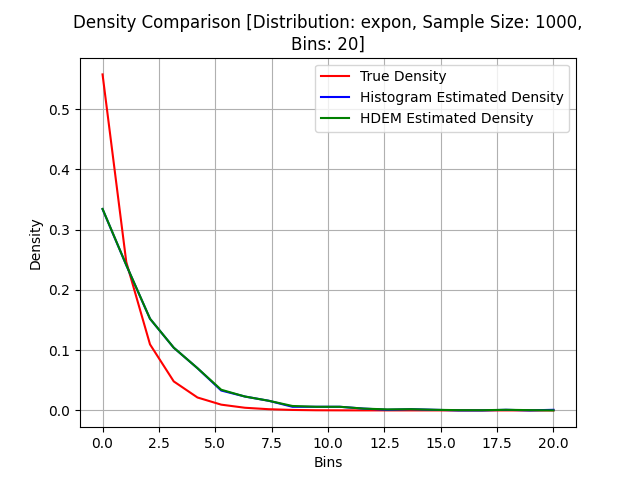 Density Comparison [Distribution: expon, Sample Size: 1000,
Bins: 20]
True Density
Histogram Estimated Density
HDEM Estimated Density
Density
0.5
0.4
0.3
0.2
0.1
0.0
0.0 2.5 5.0 7.5 10.0 12.5 15.0 17.5 20.0
Bins